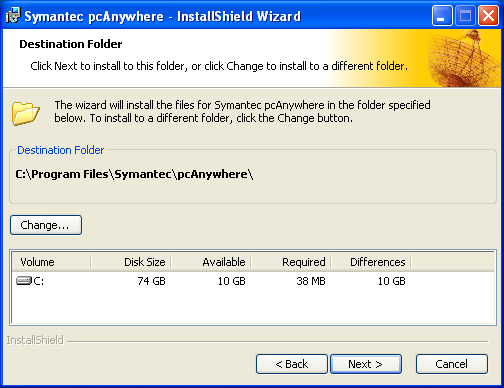 Symantec pcAnywhere - InstallShield Wizard
Destination Folder
Click Next to install to this folder, or click Change to install to a different folder.
The wizard will install the files for Symantec pcAnywhere in the folder specified
below. To install to a different folder, click the Change button.
Destination Folder
C:\Program Files\Symantec\pcAnywhere\
Change...
Volume Disk Size Available Required Differences
C: 74 GB 10 GB 38 MB 10 GB
InstallShield
< Back Next > Cancel